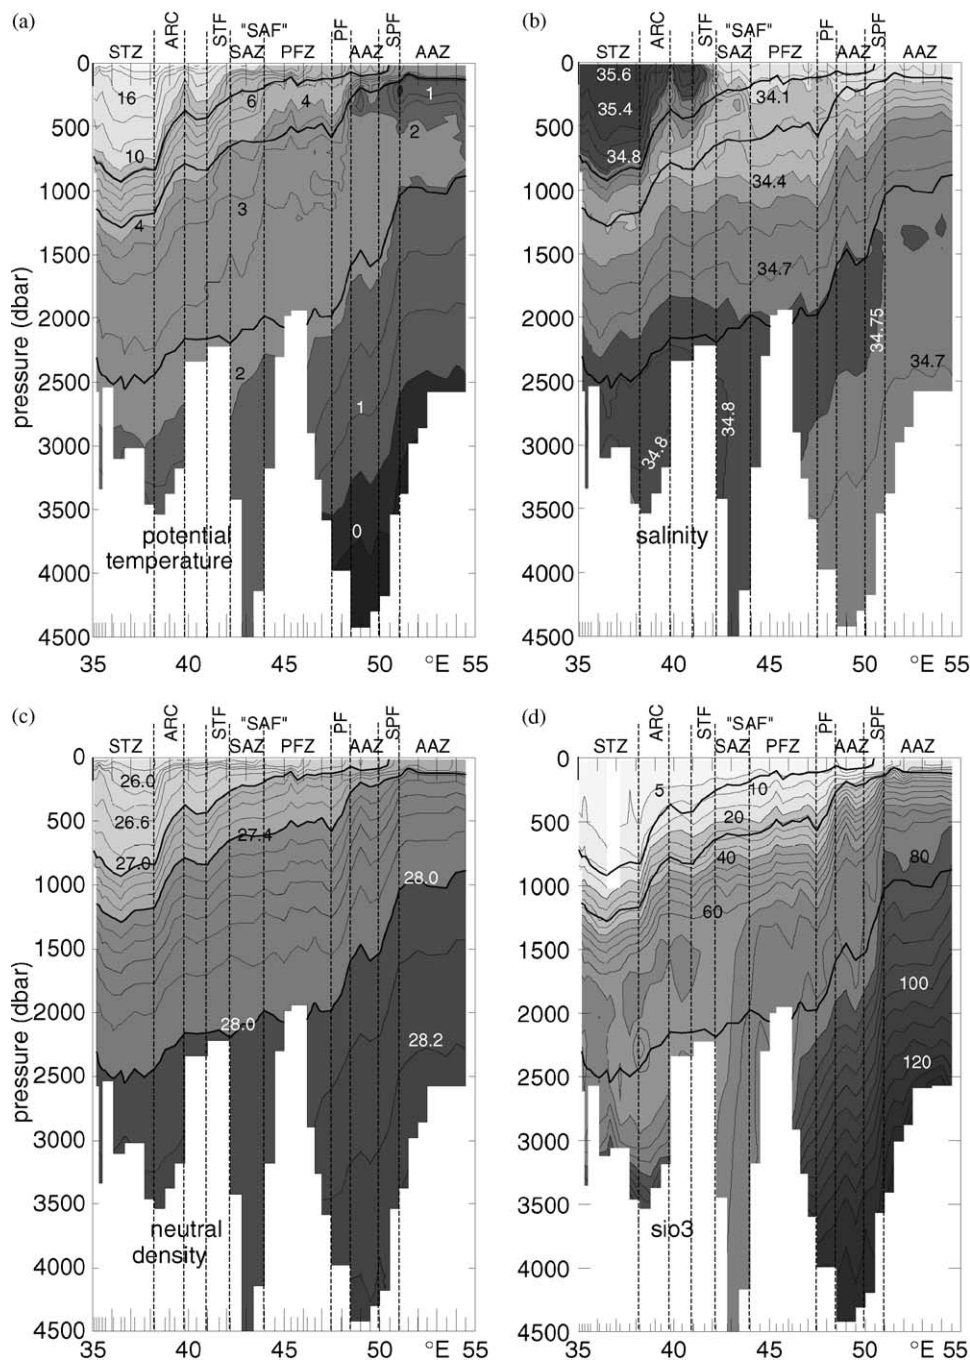 (a)
ARC
STF
"SAF"
PF
SPF
STZ
SAZ
PFZ
AAZ
AAZ
0
500
1000
1500
2000
2500
3000
3500
4000
4500
pressure (dbar)
16
10
4
6
4
1
2
3
2
1
0
potential
temperature
35
40
45
50
°E 55
(b)
ARC
STF
"SAF"
PF
SPF
STZ
SAZ
PFZ
AAZ
AAZ
0
500
1000
1500
2000
2500
3000
3500
4000
4500
35.6
35.4
34.8
34.1
34.4
34.7
34.75
34.7
34.8
34.8
salinity
35
40
45
50
°E 55
(c)
ARC
STF
"SAF"
PF
SPF
STZ
SAZ
PFZ
AAZ
AAZ
0
500
1000
1500
2000
2500
3000
3500
4000
4500
pressure (dbar)
26.0
26.6
27.0
27.4
28.0
28.0
28.2
neutral
density
35
40
45
50
°E 55
(d)
ARC
STF
"SAF"
PF
SPF
STZ
SAZ
PFZ
AAZ
AAZ
0
500
1000
1500
2000
2500
3000
3500
4000
4500
5
10
20
40
60
80
100
120
sio3
35
40
45
50
°E 55